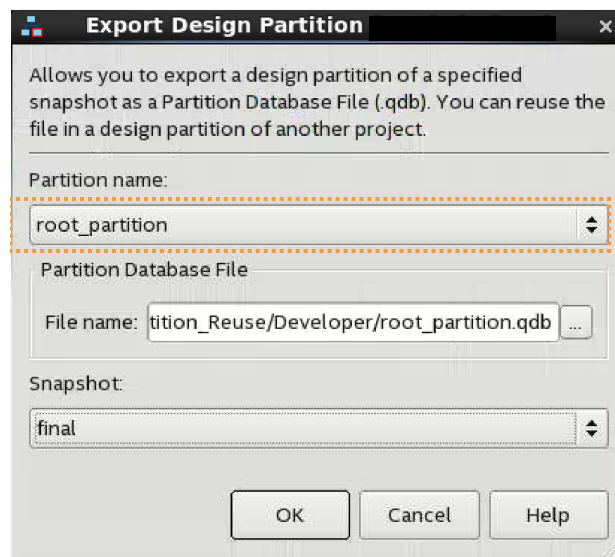 Export Design Partition
Allows you to export a design partition of a specified
snapshot as a Partition Database File (.qdb). You can reuse the
file in a design partition of another project.
Partition name:
root_partition
Partition Database File
File name: tition_Reuse/Developer/root_partition.qdb ...
Snapshot:
final
OK Cancel Help